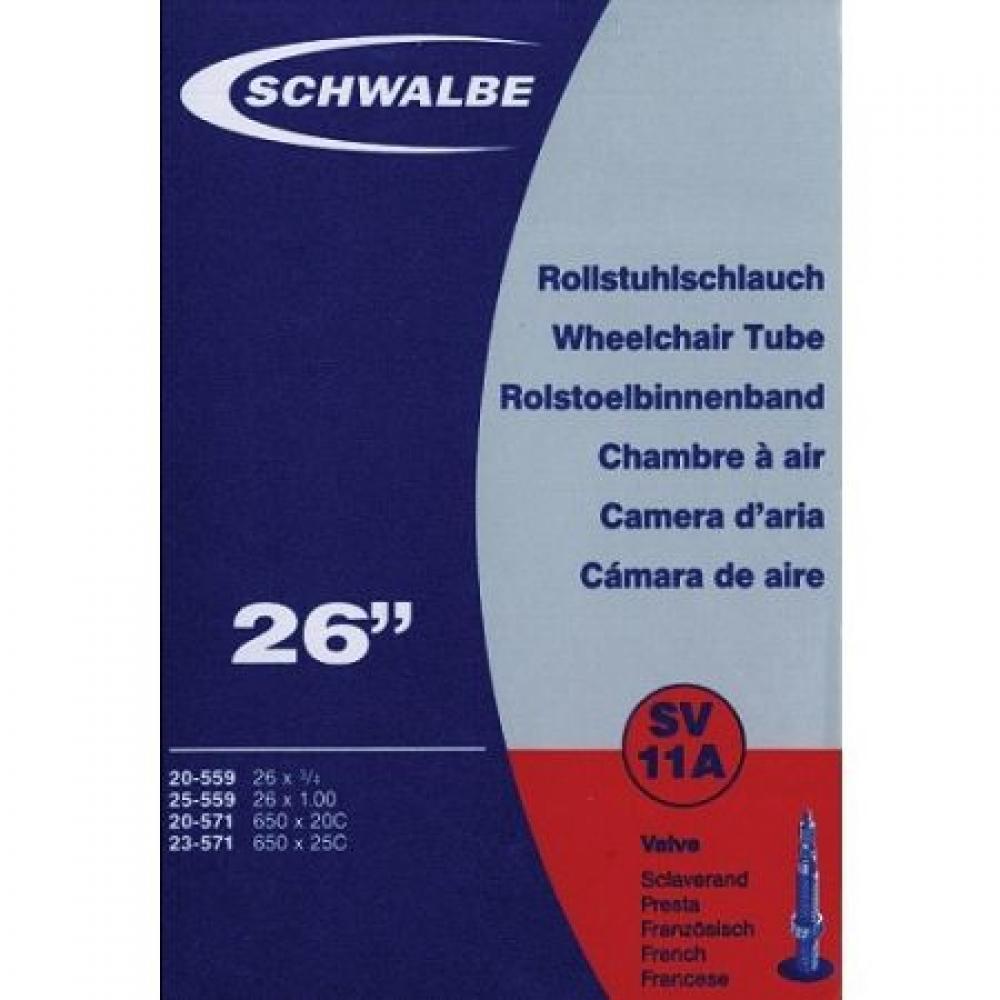 SCHWALBE
Rollstuhlschlauch
Wheelchair Tube
Rolstoelbinnenband
Chambre à air
Camera d'aria
Cámara de aire
26”
20-559 26 x ¾
25-559 26 x 1.00
20-571 650 x 20C
23-571 650 x 25C
SV
11A
Valve
Sclaverand
Presta
Französisch
French
Francese